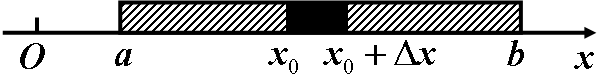 O a x₀ x₀ + Δx b x